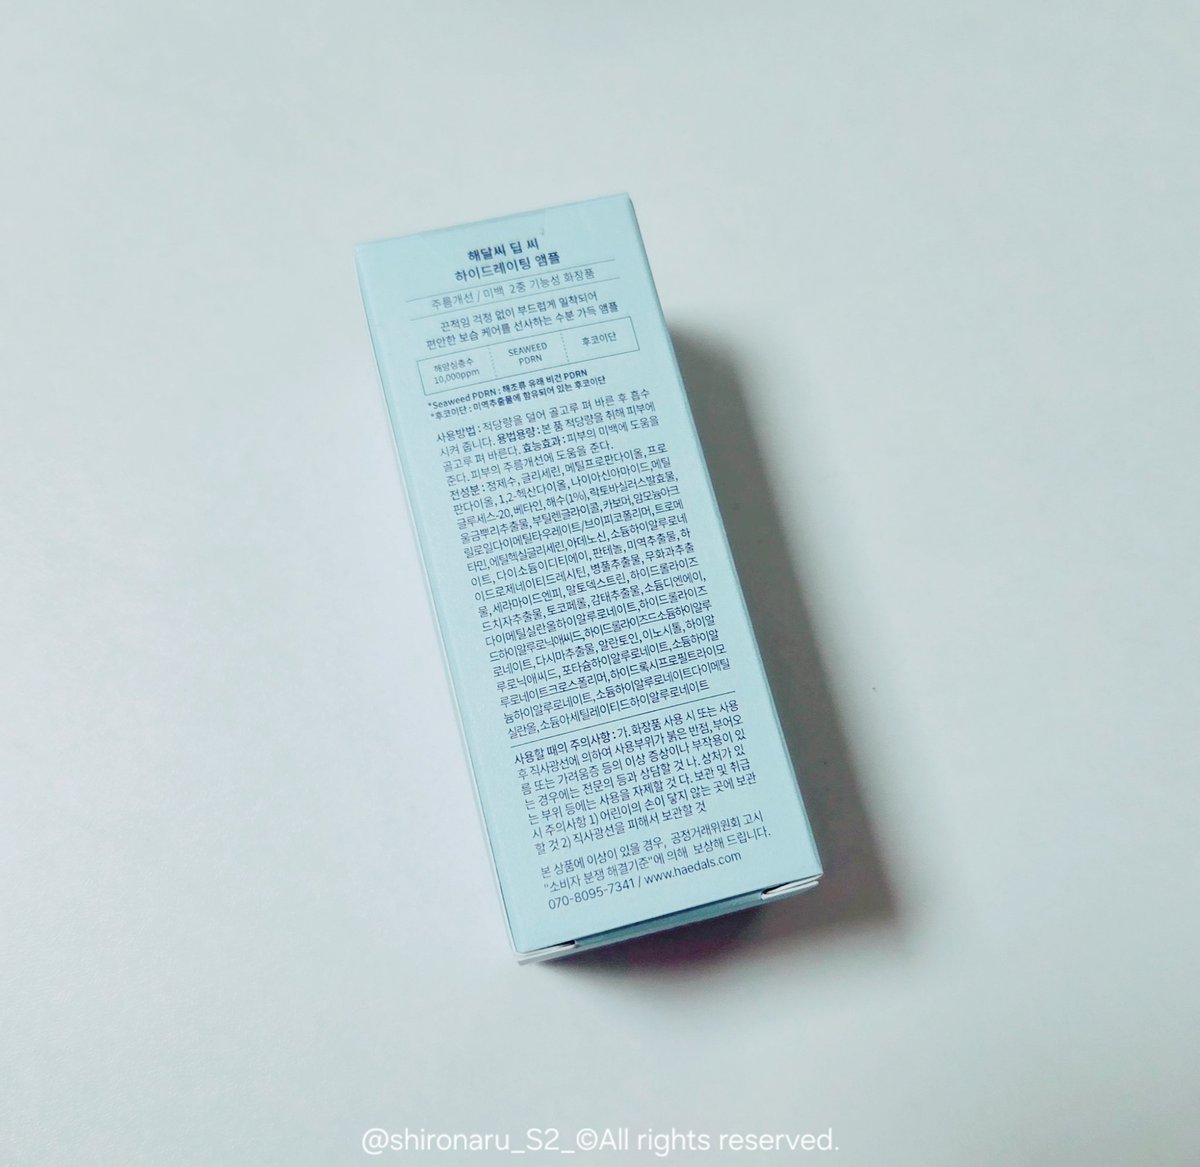 해달씨 딥 씨
하이드레이팅 앰플
주름개선 / 미백 2중 기능성 화장품
끈적임 걱정 없이 부드럽게 밀착되어
편안한 보습 케어를 선사하는 수분 가득 앰플
해양심층수
10,000ppm
SEAWEED
PDRN
후코이단
*Seaweed PDRN : 해조류 유래 비건 PDRN
*후코이단 : 미역추출물에 함유되어 있는 후코이단
사용방법 : 적당량을 덜어 골고루 펴 바른 후 흡수
시켜 줍니다. 용법용량 : 본 품 적당량을 취해 피부에
골고루 펴 바른다. 효능효과 : 피부의 미백에 도움을
준다. 피부의 주름개선에 도움을 준다.
전성분 : 정제수, 글리세린, 메틸프로판다이올, 프로
판다이올, 1,2-헥산다이올, 나이아신아마이드, 메틸
글루세스-20, 베타인, 해수(1%), 락토바실러스발효물,
울금뿌리추출물, 부틸렌글라이콜, 카보머, 암모늄아크
릴로일다이메틸타우레이트/브이피코폴리머, 트로메
타민, 에틸헥실글리세린, 아데노신, 소듐하이알루로네
이트, 다이소듐이디티에이, 판테놀, 미역추출물, 하
이드로제네이티드레시틴, 병풀추출물, 무화과추출
물, 세라마이드엔피, 말토덱스트린, 하이드롤라이즈
드치자추출물, 토코페롤, 감태추출물, 소듐디엔에이,
다이메틸실란올하이알루로네이트, 하이드롤라이즈
드하이알루로닉애씨드, 하이드롤라이즈드소듐하이알루
로네이트, 다시마추출물, 알란토인, 이노시톨, 하이알
루로닉애씨드, 포타슘하이알루로네이트, 소듐하이알
루로네이트크로스폴리머, 하이드록시프로필트라이모
늄하이알루로네이트, 소듐하이알루로네이트다이메틸
실란올, 소듐아세틸레이티드하이알루로네이트
사용할 때의 주의사항 : 가. 화장품 사용 시 또는 사용
후 직사광선에 의하여 사용부위가 붉은 반점, 부어오
름 또는 가려움증 등의 이상 증상이나 부작용이 있
는 경우에는 전문의 등과 상담할 것 나. 상처가 있
는 부위 등에는 사용을 자제할 것 다. 보관 및 취급
시 주의사항 1) 어린이의 손이 닿지 않는 곳에 보관
할 것 2) 직사광선을 피해서 보관할 것
본 상품에 이상이 있을 경우, 공정거래위원회 고시
"소비자 분쟁 해결기준"에 의해 보상해 드립니다.
070-8095-7341 / www.haedals.com
@shironaru_S2_©All rights reserved.